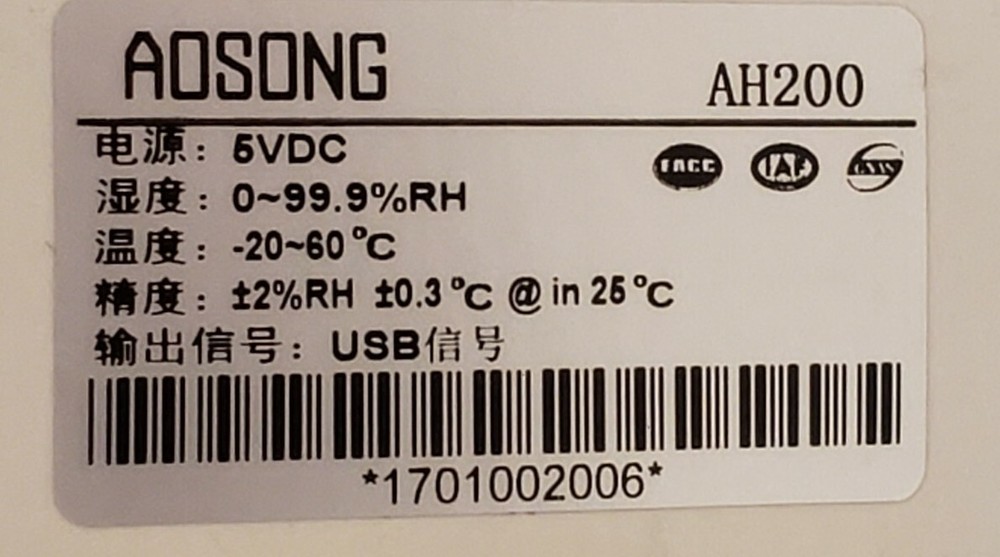 AOSONG
AH200
电源：5VDC
湿度：0~99.9%RH
温度：-20~60℃
精度：±2%RH ±0.3℃ @ in 25℃
输出信号：USB信号
*1701002006*
IAF